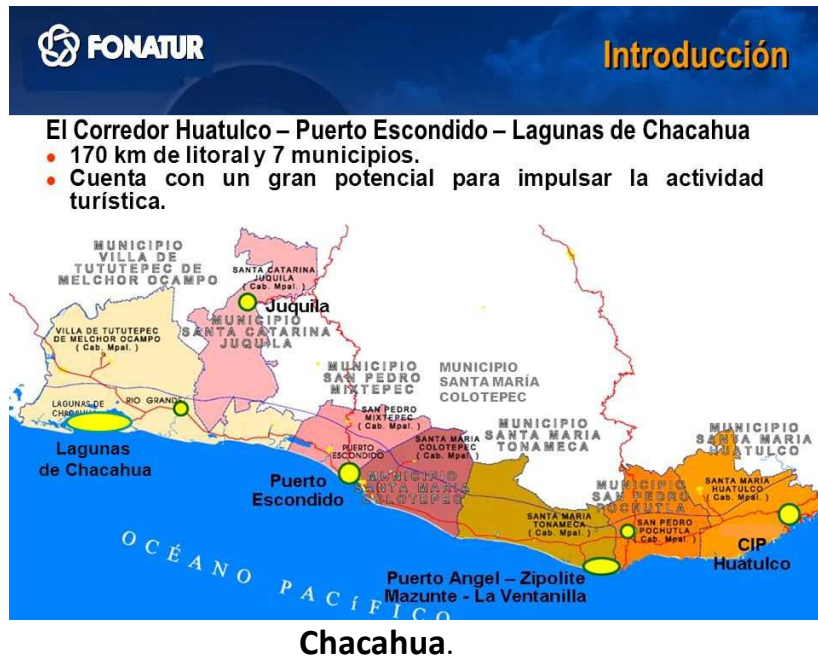 FONATUR
Introducción
El Corredor Huatulco – Puerto Escondido – Lagunas de Chacahua
170 km de litoral y 7 municipios.
Cuenta con un gran potencial para impulsar la actividad
turística.
MUNICIPIO
VILLA DE
TUTUTEPEC DE
MELCHOR OCAMPO
SANTA CATARINA
JUQUILA
( Cab. Mpal. )
Juquila
MUNICIPIO
SANTA CATARINA
JUQUILA
VILLA DE TUTUTEPEC
DE MELCHOR OCAMPO
( Cab. Mpal. )
MUNICIPIO
SAN PEDRO
MIXTEPEC
MUNICIPIO
SANTA MARÍA
COLOTEPEC
LAGUNAS DE
CHACAHUA
RIO GRANDE
SAN PEDRO
MIXTEPEC
( Cab. Mpal. )
MUNICIPIO
SANTA MARIA
TONAMECA
MUNICIPIO
SANTA MARIA
HUATULCO
Lagunas
de Chacahua
PUERTO
ESCONDIDO
SANTA MARIA
COLOTEPEC
( Cab. Mpal. )
Puerto
Escondido
MUNICIPIO
SANTA MARIA
COLOTEPEC
MUNICIPIO
SAN PEDRO
POCHUTLA
SANTA MARIA
HUATULCO
( Cab. Mpal. )
SANTA MARIA
TONAMECA
( Cab. Mpal. )
SAN PEDRO
POCHUTLA
( Cab. Mpal. )
CIP
Huatulco
OCÉANO PACíFICO
Puerto Angel – Zipolite
Mazunte - La Ventanilla
Chacahua.